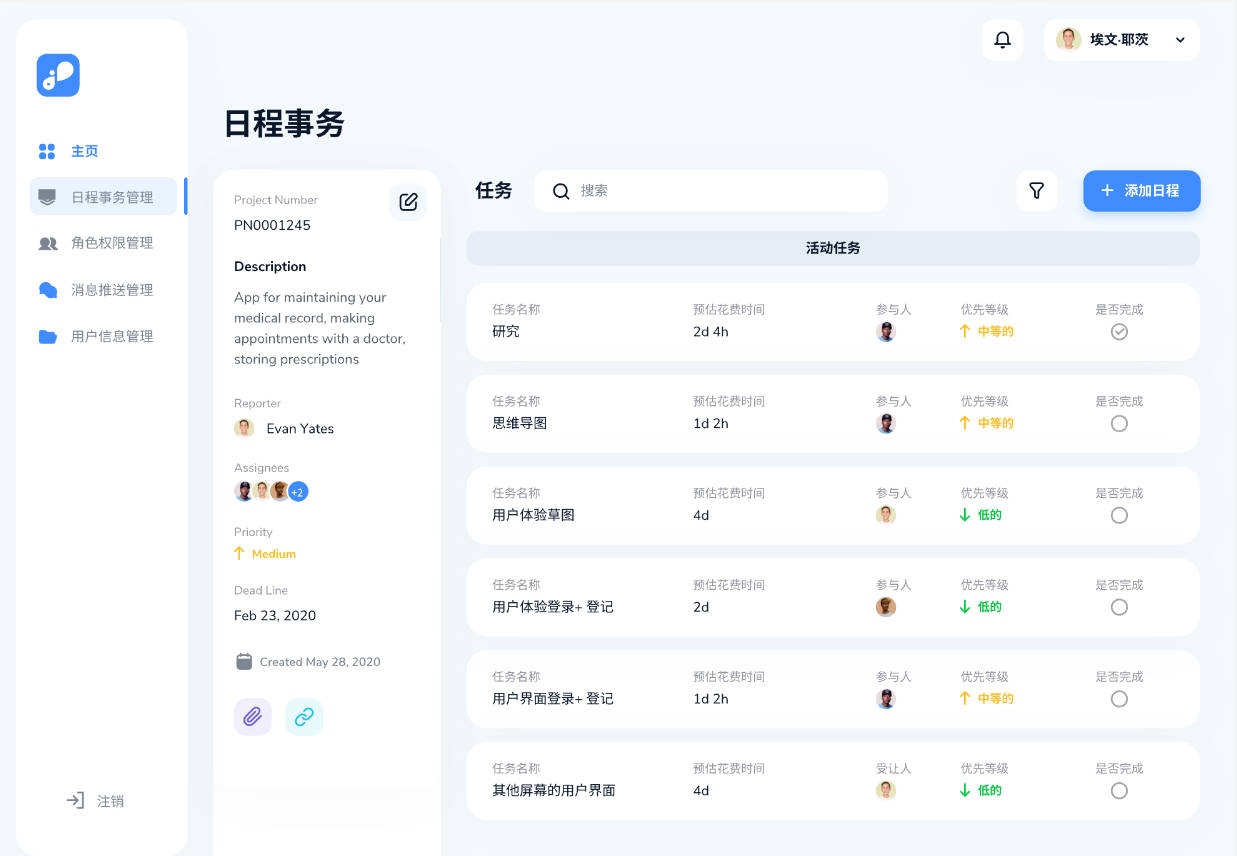 埃文·耶茨
主页
日程事务管理
角色权限管理
消息推送管理
用户信息管理
注销
日程事务
Project Number
PN0001245
Description
App for maintaining your
medical record, making
appointments with a doctor,
storing prescriptions
Reporter
Evan Yates
Assignees
+2
Priority
Medium
Dead Line
Feb 23, 2020
Created May 28, 2020
任务
搜索
添加日程
活动任务
任务名称 预估花费时间 参与人 优先等级 是否完成
研究 2d 4h 中等的
任务名称 预估花费时间 参与人 优先等级 是否完成
思维导图 1d 2h 中等的
任务名称 预估花费时间 参与人 优先等级 是否完成
用户体验草图 4d 低的
任务名称 预估花费时间 参与人 优先等级 是否完成
用户体验登录+ 登记 2d 低的
任务名称 预估花费时间 参与人 优先等级 是否完成
用户界面登录+ 登记 1d 2h 中等的
任务名称 预估花费时间 受让人 优先等级 是否完成
其他屏幕的用户界面 4d 低的